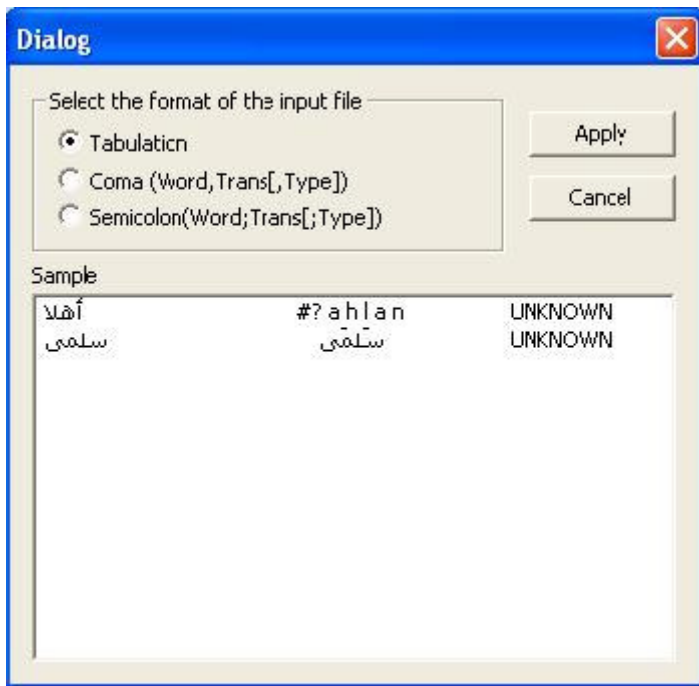 Dialog
Select the format of the input file
Tabulation
Coma (Word,Trans[,Type])
Semicolon(Word;Trans[;Type])
Apply
Cancel
Sample
أهلا #? a h l a n UNKNOWN
سلمى سَلمَى UNKNOWN